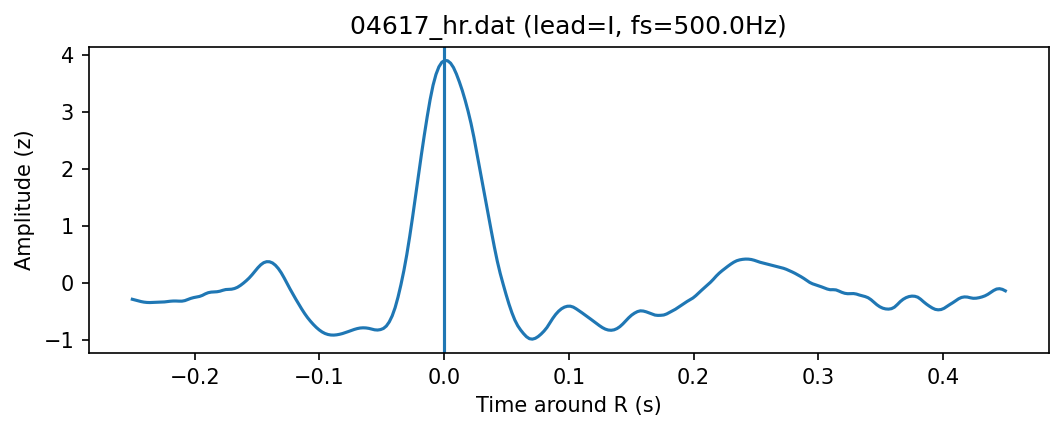 04617_hr.dat (lead=I, fs=500.0Hz)
Amplitude (z)
4
3
2
1
0
−1
−0.2 −0.1 0.0 0.1 0.2 0.3 0.4
Time around R (s)